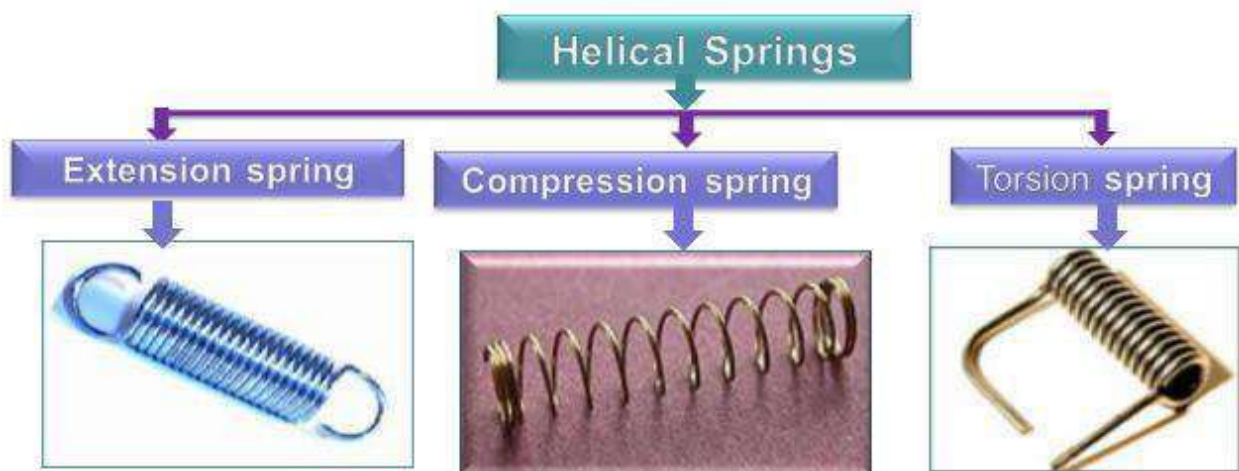 Helical Springs
Extension spring
Compression spring
Torsion spring